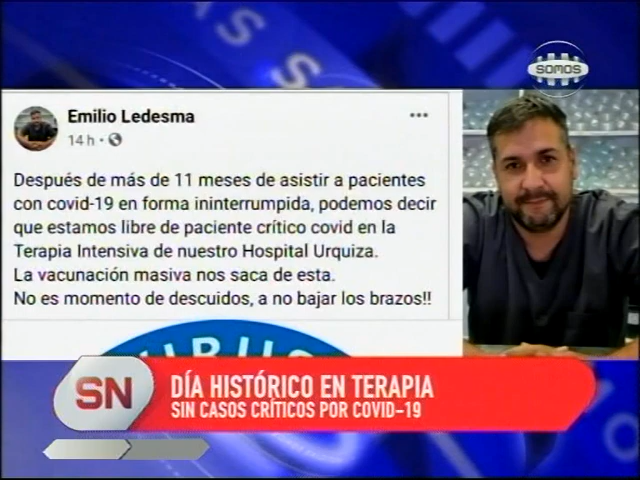 SOMOS
Emilio Ledesma
14 h
Después de más de 11 meses de asistir a pacientes
con covid-19 en forma ininterrumpida, podemos decir
que estamos libre de paciente crítico covid en la
Terapia Intensiva de nuestro Hospital Urquiza.
La vacunación masiva nos saca de esta.
No es momento de descuidos, a no bajar los brazos!!
SN
DÍA HISTÓRICO EN TERAPIA
SIN CASOS CRÍTICOS POR COVID-19